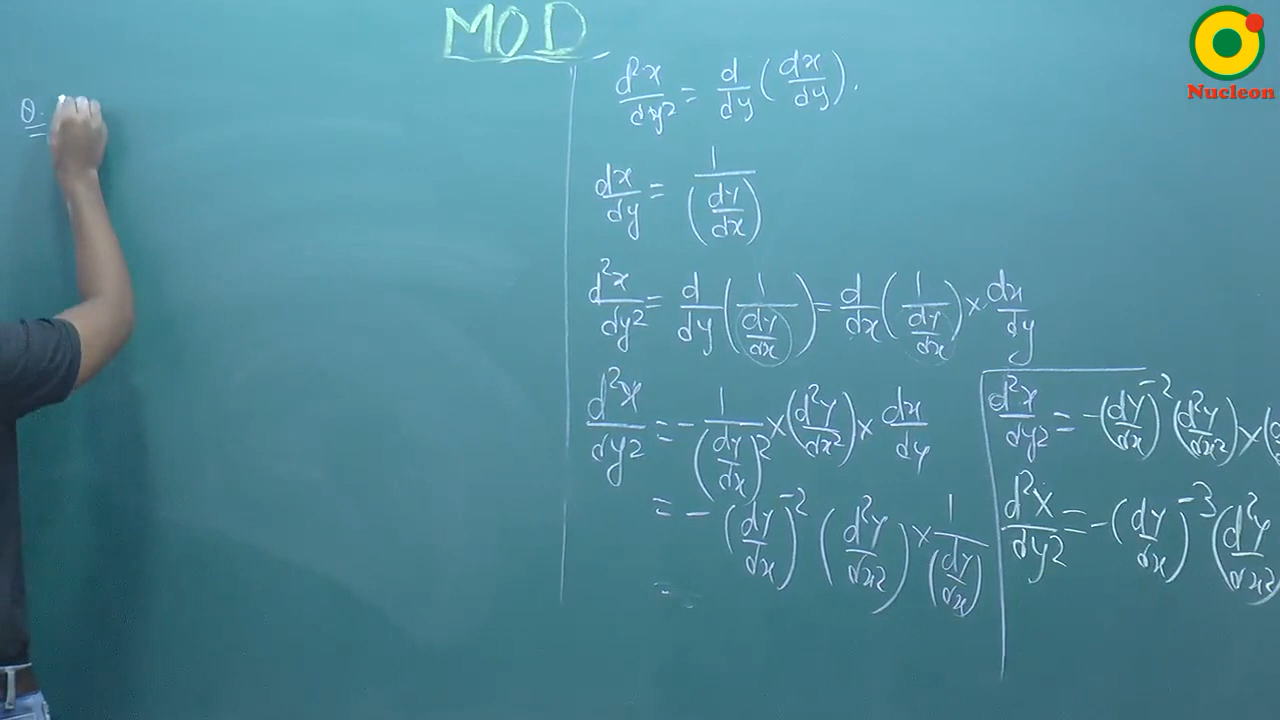 MOD
Nucleon
Q.
d²x/dy² = d/dy (dx/dy).
dx/dy = 1/(dy/dx)
d²x/dy² = d/dy (1/(dy/dx)) = d/dx (1/(dy/dx)) × dx/dy
d²x/dy² = - 1/(dy/dx)² × (d²y/dx²) × dx/dy
= - (dy/dx)⁻² (d²y/dx²) × 1/(dy/dx)
=
d²x/dy² = -(dy/dx)⁻² (d²y/dx²) × (
d²x/dy² = -(dy/dx)⁻³ (d²y/dx²)